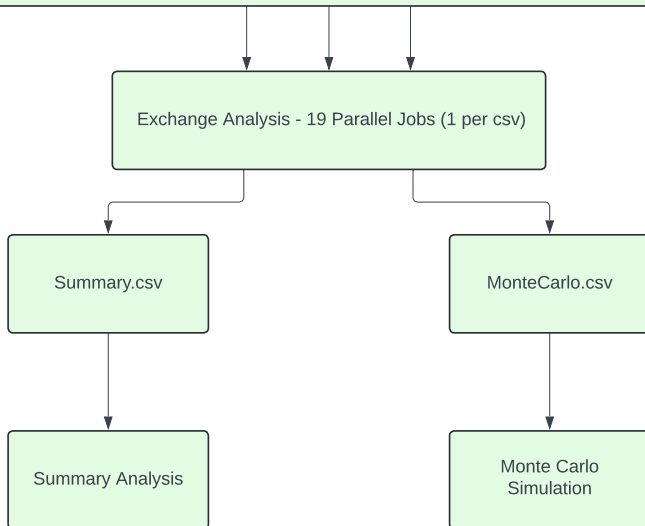 Exchange Analysis - 19 Parallel Jobs (1 per csv)
Summary.csv
MonteCarlo.csv
Summary Analysis
Monte Carlo
Simulation